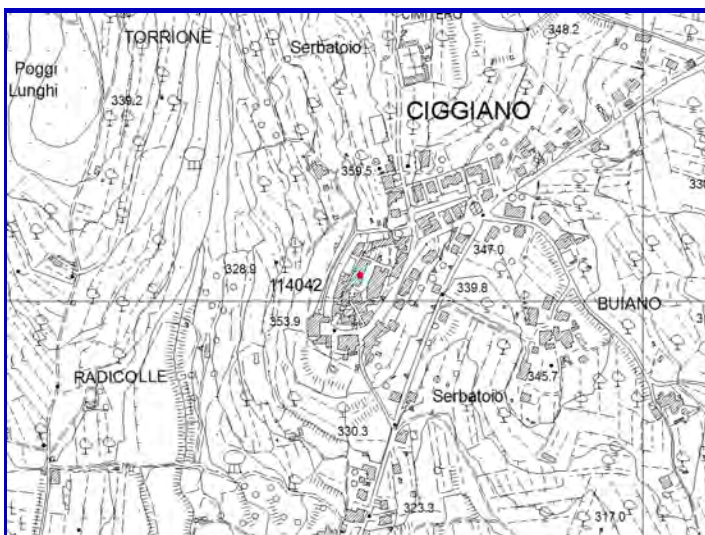 CIMITERO
348.2
TORRIONE
Serbatoio
Poggi
Lunghi
339.2
CIGGIANO
359.5
347.0
328.9
114042
339.8
BUIANO
353.9
RADICOLLE
345.7
Serbatoio
330.3
323.3
317.0